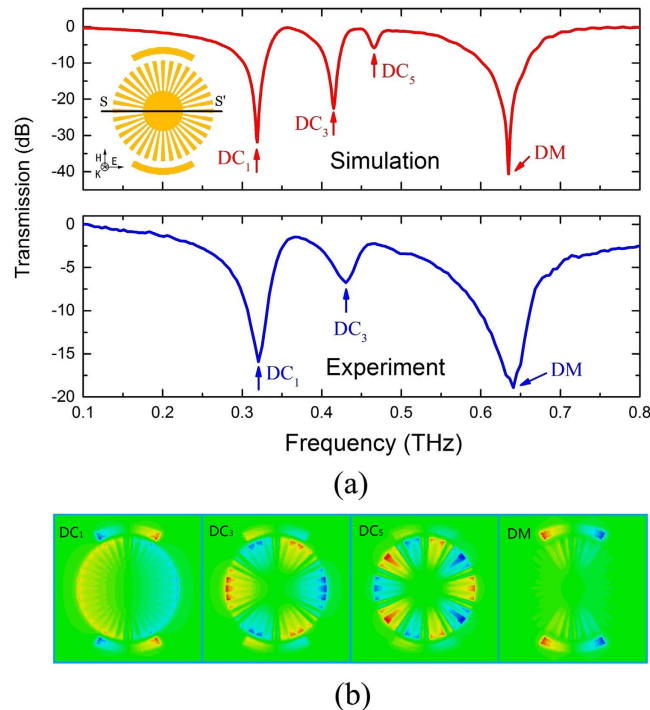 0
-10
-20
-30
-40
S S'
H
E
K
DC₁
DC₃
DC₅
DM
Simulation
Transmission (dB)
0
-5
-10
-15
-20
DC₁
DC₃
DM
Experiment
0.1 0.2 0.3 0.4 0.5 0.6 0.7 0.8
Frequency (THz)
(a)
DC₁ DC₃ DC₅ DM
(b)